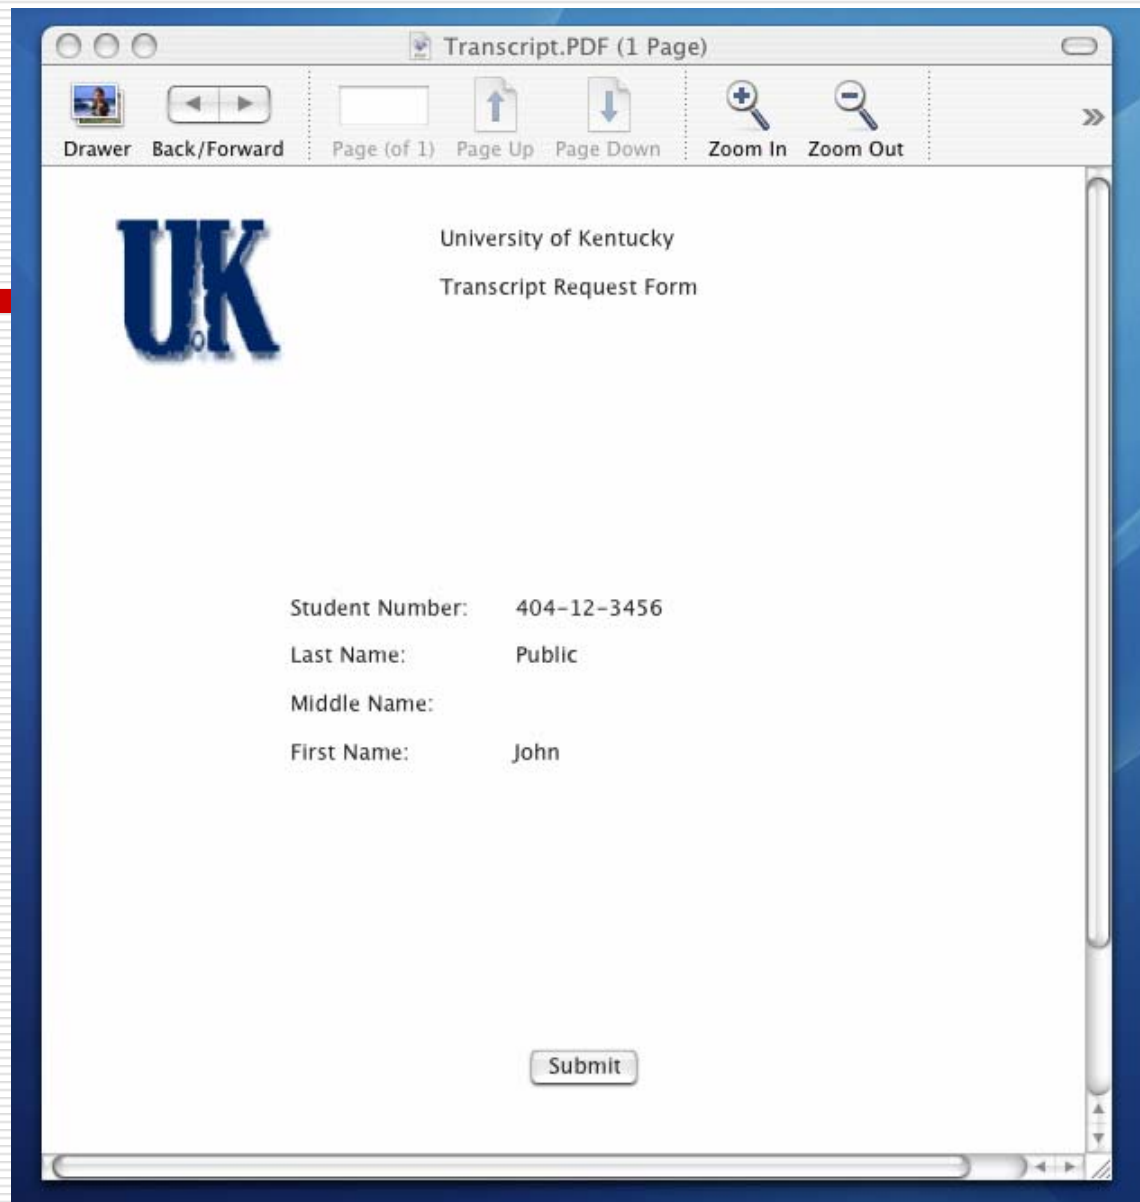 Transcript.PDF (1 Page)
Drawer Back/Forward Page (of 1) Page Up Page Down Zoom In Zoom Out
UK
University of Kentucky
Transcript Request Form
Student Number: 404-12-3456
Last Name: Public
Middle Name:
First Name: John
Submit